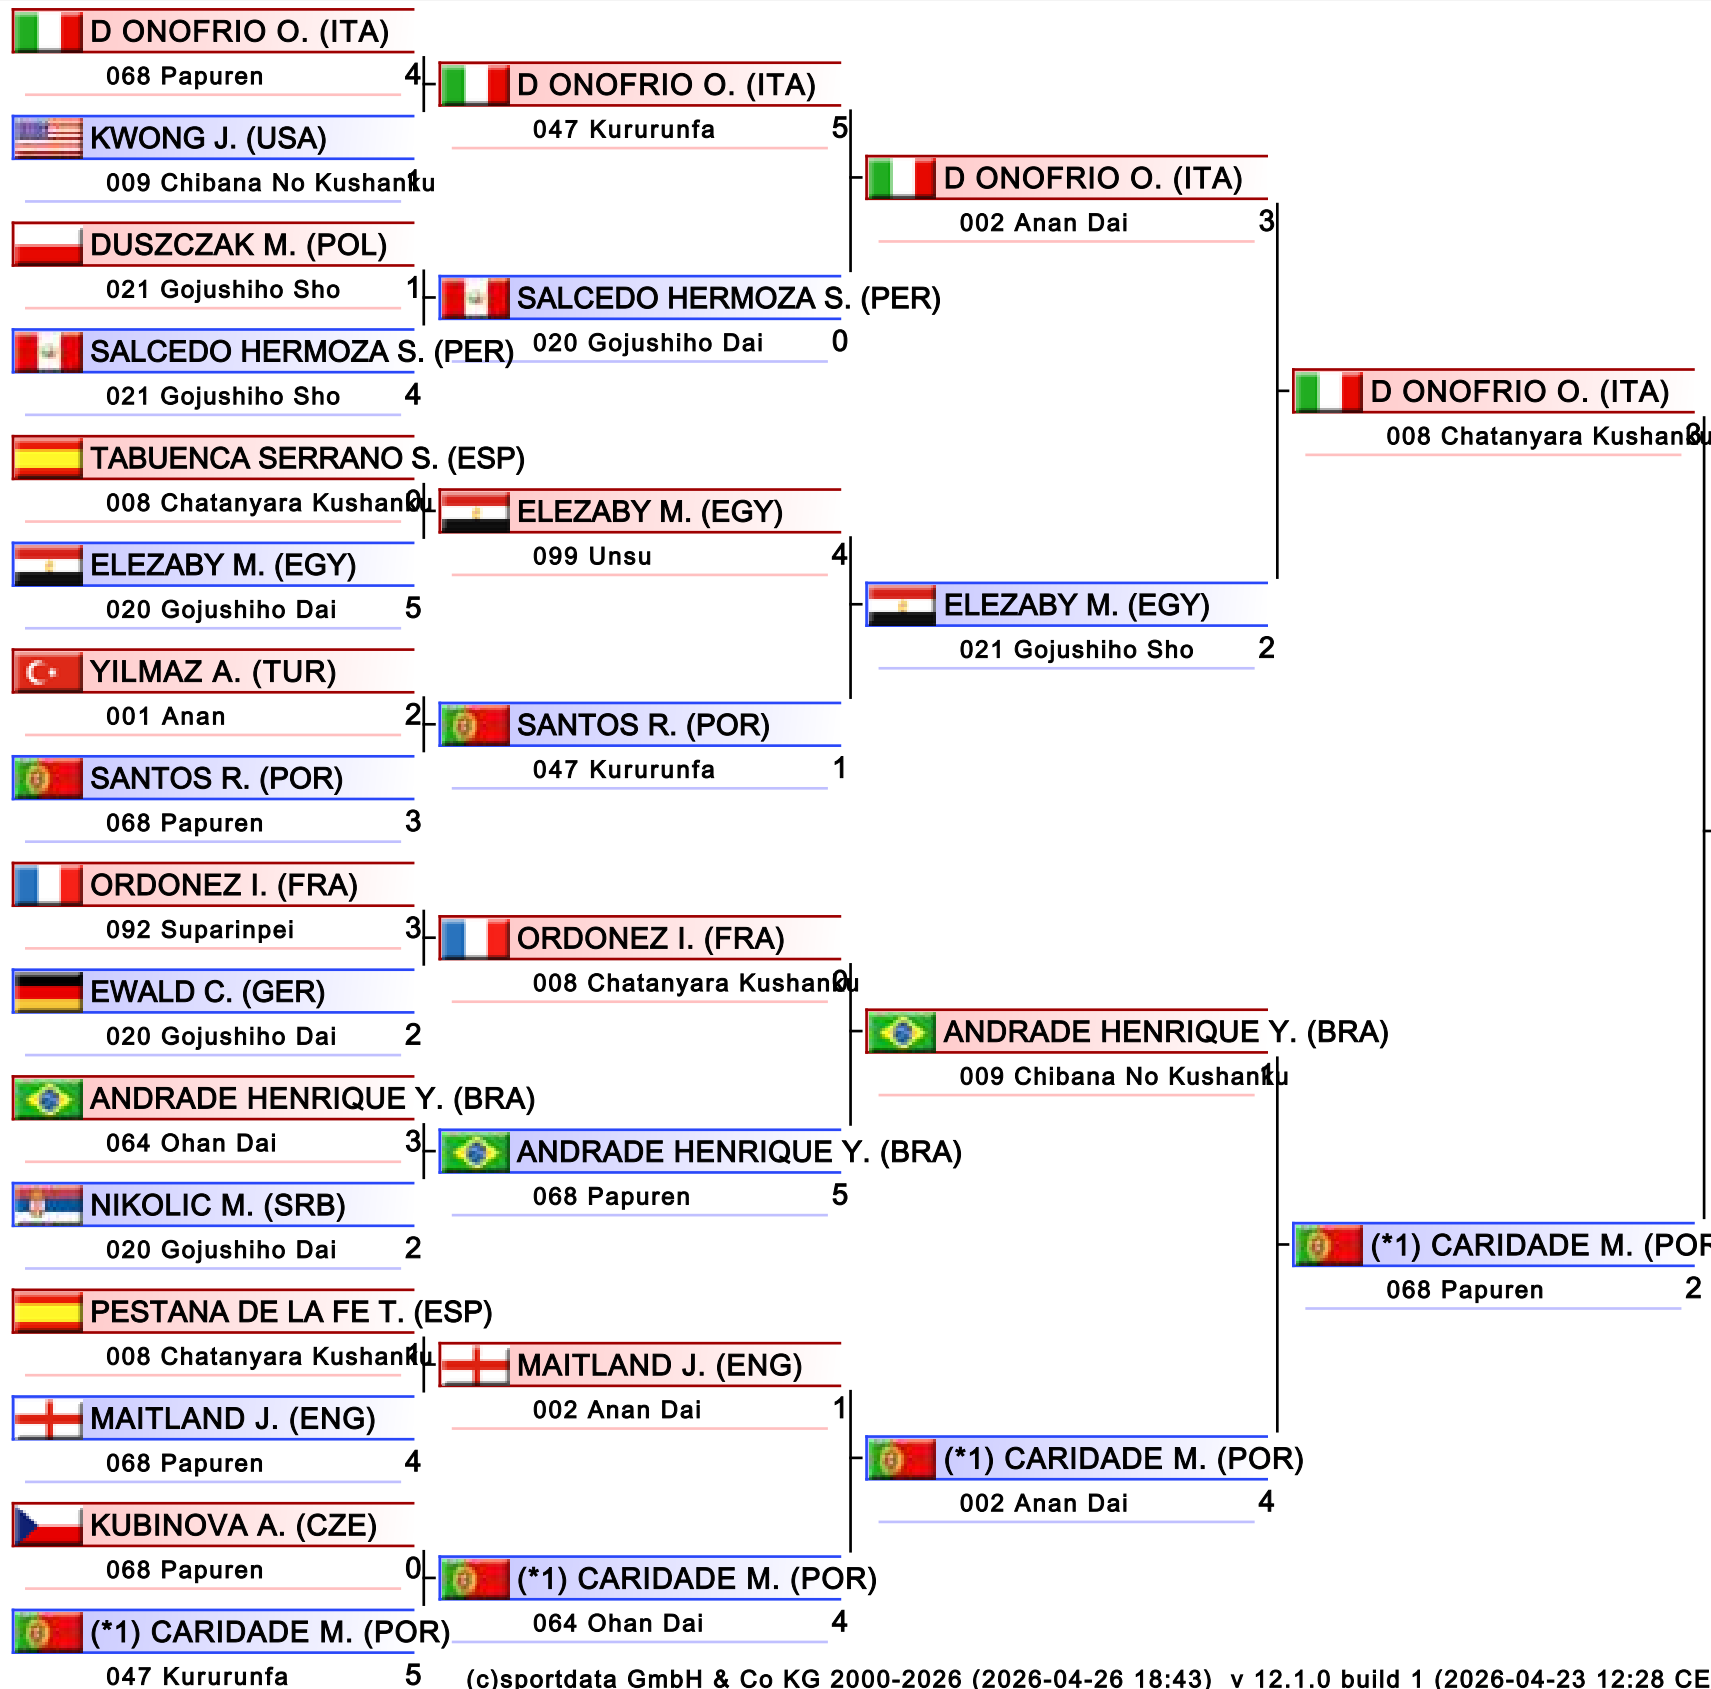 D ONOFRIO O. (ITA)
068 Papuren 4
KWONG J. (USA)
009 Chibana No Kushanku 1
DUSZCZAK M. (POL)
021 Gojushiho Sho 1
SALCEDO HERMOZA S. (PER)
021 Gojushiho Sho 4
TABUENCA SERRANO S. (ESP)
008 Chatanyara Kushanku 0
ELEZABY M. (EGY)
020 Gojushiho Dai 5
YILMAZ A. (TUR)
001 Anan 2
SANTOS R. (POR)
068 Papuren 3
ORDONEZ I. (FRA)
092 Suparinpei 3
EWALD C. (GER)
020 Gojushiho Dai 2
ANDRADE HENRIQUE Y. (BRA)
064 Ohan Dai 3
NIKOLIC M. (SRB)
020 Gojushiho Dai 2
PESTANA DE LA FE T. (ESP)
008 Chatanyara Kushanku 1
MAITLAND J. (ENG)
068 Papuren 4
KUBINOVA A. (CZE)
068 Papuren 0
(*1) CARIDADE M. (POR)
047 Kururunfa 5
D ONOFRIO O. (ITA)
047 Kururunfa 5
SALCEDO HERMOZA S. (PER)
020 Gojushiho Dai 0
ELEZABY M. (EGY)
099 Unsu 4
SANTOS R. (POR)
047 Kururunfa 1
ORDONEZ I. (FRA)
008 Chatanyara Kushanku 0
ANDRADE HENRIQUE Y. (BRA)
068 Papuren 5
MAITLAND J. (ENG)
002 Anan Dai 1
(*1) CARIDADE M. (POR)
064 Ohan Dai 4
D ONOFRIO O. (ITA)
002 Anan Dai 3
ELEZABY M. (EGY)
021 Gojushiho Sho 2
ANDRADE HENRIQUE Y. (BRA)
009 Chibana No Kushanku 1
(*1) CARIDADE M. (POR)
002 Anan Dai 4
D ONOFRIO O. (ITA)
008 Chatanyara Kushanku 3
(*1) CARIDADE M. (POR
068 Papuren 2
(c)sportdata GmbH & Co KG 2000-2026 (2026-04-26 18:43) v 12.1.0 build 1 (2026-04-23 12:28 CE